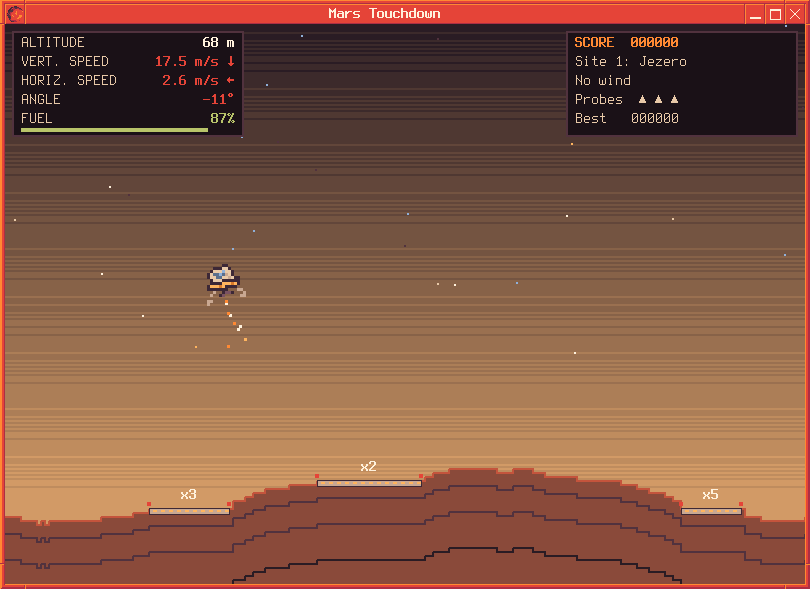 Mars Touchdown
ALTITUDE 68 m
VERT. SPEED 17.5 m/s ↓
HORIZ. SPEED 2.6 m/s ←
ANGLE -11°
FUEL 87%
SCORE 000000
Site 1: Jezero
No wind
Probes ▲ ▲ ▲
Best 000000
x2
x3
x5